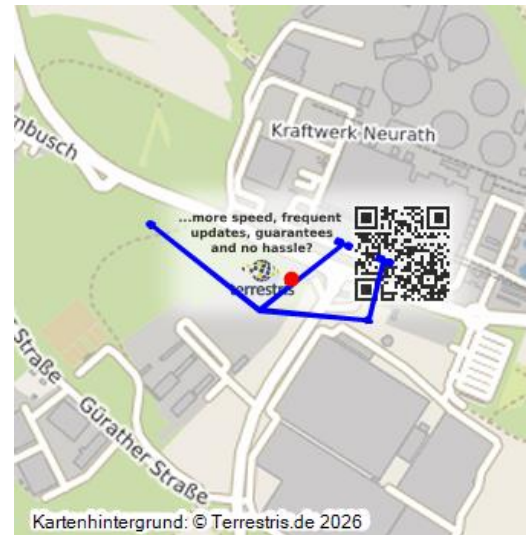 mbusch
Kraftwerk Neurath
...more speed, frequent
updates, guarantees
and no hassle?
terrestris
Straße
Gürather Straße
Kartenhintergrund: © Terrestris.de 2026